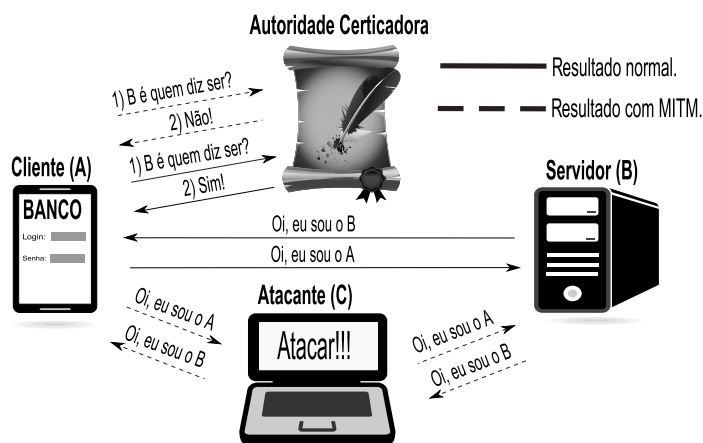 Autoridade Certicadora
Resultado normal.
Resultado com MITM.
1) B é quem diz ser?
2) Não!
1) B é quem diz ser?
2) Sim!
Cliente (A)
BANCO
Login:
Senha:
Servidor (B)
Oi, eu sou o B
Oi, eu sou o A
Atacante (C)
Atacar!!!
Oi, eu sou o A
Oi, eu sou o B
Oi, eu sou o A
Oi, eu sou o B